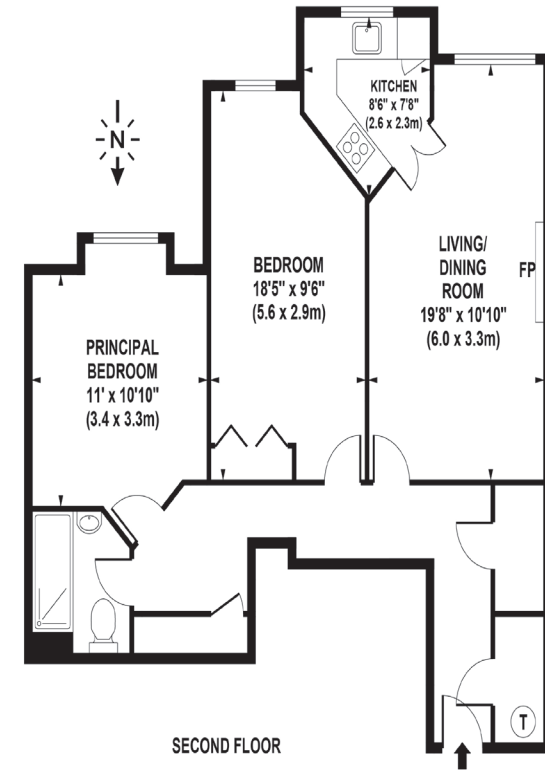 KITCHEN
8'6" x 7'8"
(2.6 x 2.3m)
N
BEDROOM
18'5" x 9'6"
(5.6 x 2.9m)
LIVING/
DINING
ROOM
19'8" x 10'10"
(6.0 x 3.3m)
FP
PRINCIPAL
BEDROOM
11' x 10'10"
(3.4 x 3.3m)
T
SECOND FLOOR